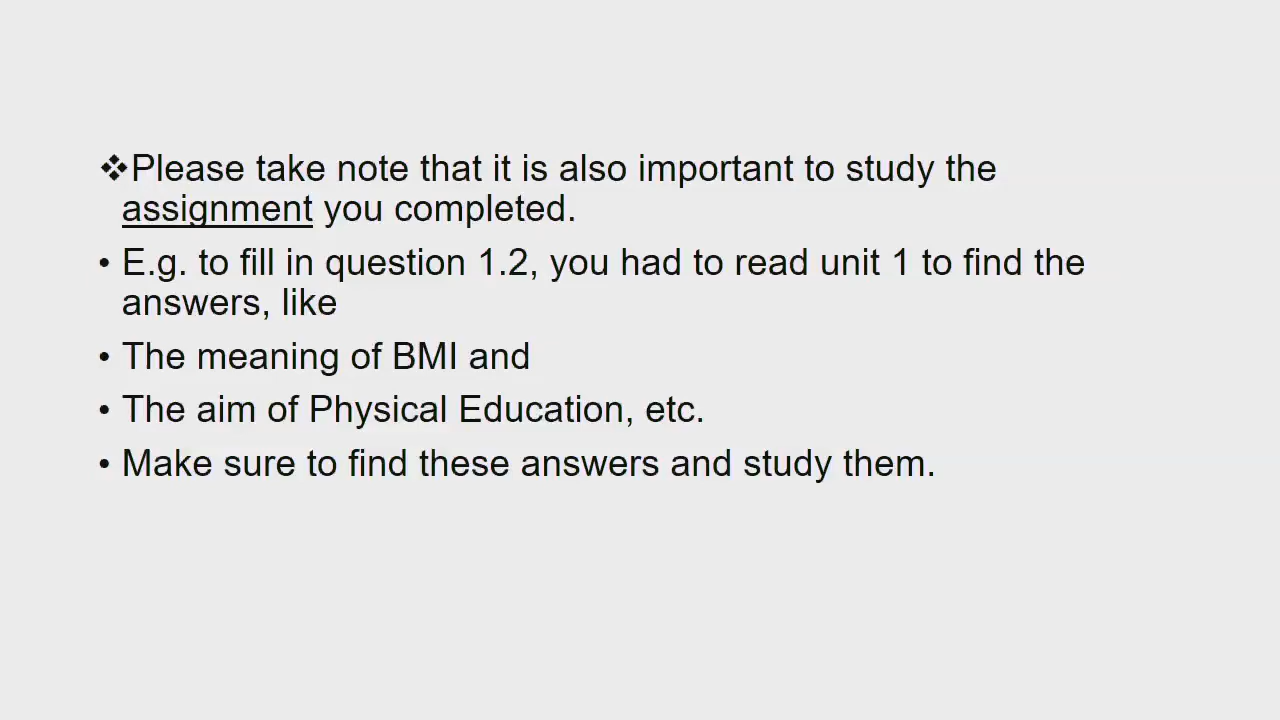 ❖Please take note that it is also important to study the
assignment you completed.
• E.g. to fill in question 1.2, you had to read unit 1 to find the
answers, like
• The meaning of BMI and
• The aim of Physical Education, etc.
• Make sure to find these answers and study them.